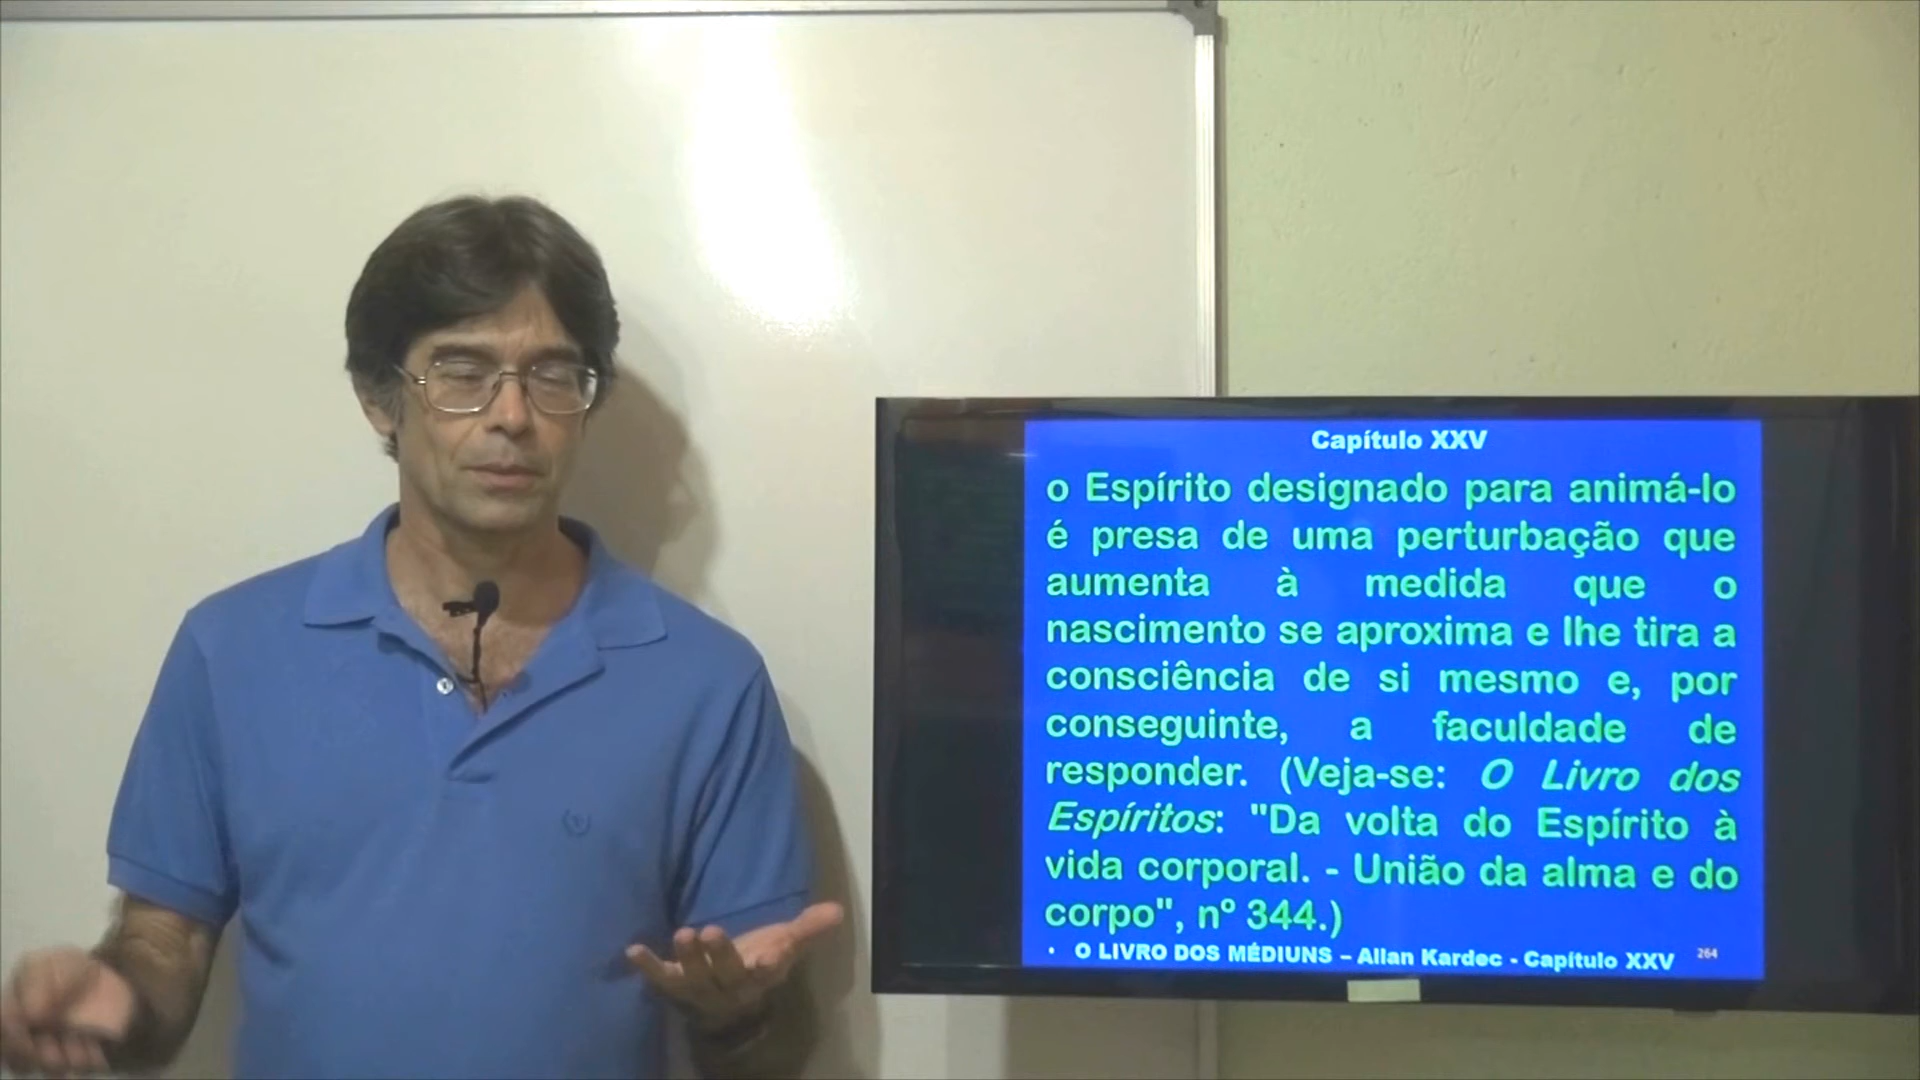 Capítulo XXV
o Espírito designado para animá-lo
é presa de uma perturbação que
aumenta à medida que o
nascimento se aproxima e lhe tira a
consciência de si mesmo e, por
conseguinte, a faculdade de
responder. (Veja-se: O Livro dos
Espíritos: "Da volta do Espírito à
vida corporal. - União da alma e do
corpo", nº 344.)
• O LIVRO DOS MÉDIUNS – Allan Kardec - Capítulo XXV 264